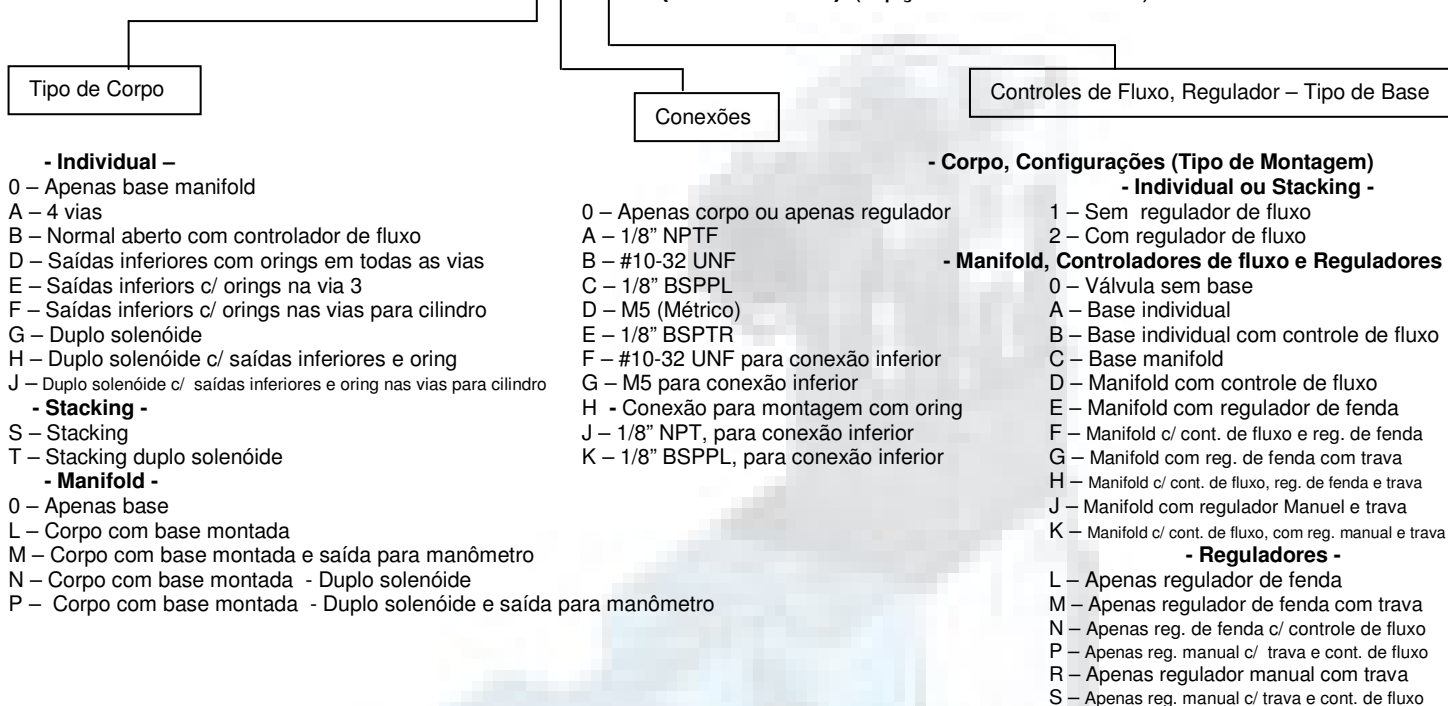 Tipo de Corpo
- Individual –
0 – Apenas base manifold
A – 4 vias
B – Normal aberto com controlador de fluxo
D – Saídas inferiores com orings em todas as vias
E – Saídas inferiors c/ orings na via 3
F – Saídas inferiores c/ orings nas vias para cilindro
G – Duplo solenóide
H – Duplo solenóide c/ saídas inferiores e oring
J – Duplo solenóide c/ saídas inferiores e oring nas vias para cilindro
- Stacking -
S – Stacking
T – Stacking duplo solenóide
- Manifold -
0 – Apenas base
L – Corpo com base montada
M – Corpo com base montada e saída para manômetro
N – Corpo com base montada - Duplo solenóide
P – Corpo com base montada - Duplo solenóide e saída para manômetro
Conexões
0 – Apenas corpo ou apenas regulador
A – 1/8” NPTF
B – #10-32 UNF
C – 1/8” BSPPL
D – M5 (Métrico)
E – 1/8” BSPTR
F – #10-32 UNF para conexão inferior
G – M5 para conexão inferior
H - Conexão para montagem com oring
J – 1/8” NPT, para conexão inferior
K – 1/8” BSPPL, para conexão inferior
Controles de Fluxo, Regulador – Tipo de Base
- Corpo, Configurações (Tipo de Montagem)
- Individual ou Stacking -
1 – Sem regulador de fluxo
2 – Com regulador de fluxo
- Manifold, Controladores de fluxo e Reguladores
0 – Válvula sem base
A – Base individual
B – Base individual com controle de fluxo
C – Base manifold
D – Manifold com controle de fluxo
E – Manifold com regulador de fenda
F – Manifold c/ cont. de fluxo e reg. de fenda
G – Manifold com reg. de fenda com trava
H – Manifold c/ cont. de fluxo, reg. de fenda e trava
J – Manifold com regulador Manuel e trava
K – Manifold c/ cont. de fluxo, com reg. manual e trava
- Reguladores -
L – Apenas regulador de fenda
M – Apenas regulador de fenda com trava
N – Apenas reg. de fenda c/ controle de fluxo
P – Apenas reg. manual c/ trava e cont. de fluxo
R – Apenas regulador manual com trava
S – Apenas reg. manual c/ trava e cont. de fluxo